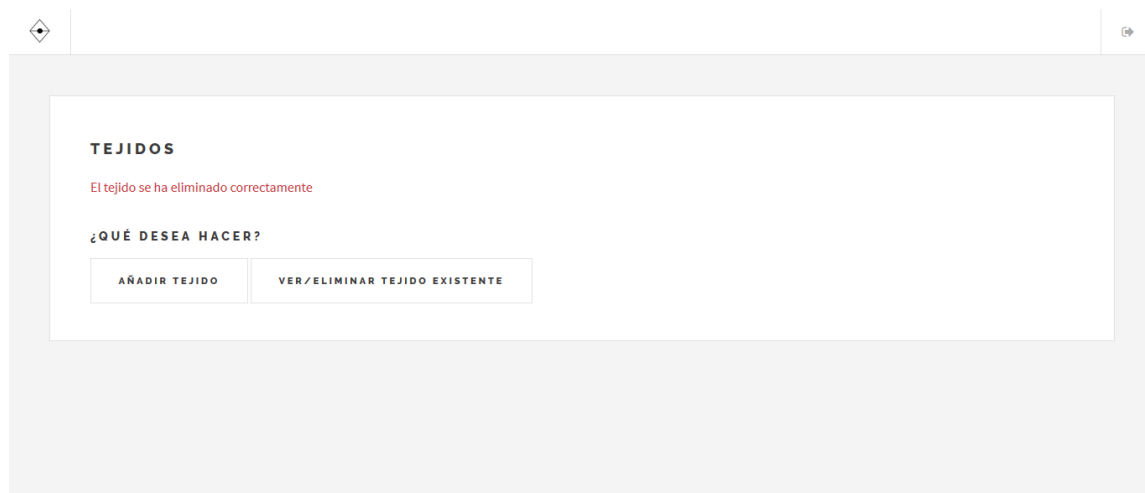 TEJIDOS
El tejido se ha eliminado correctamente
¿QUÉ DESEA HACER?
AÑADIR TEJIDO
VER/ELIMINAR TEJIDO EXISTENTE